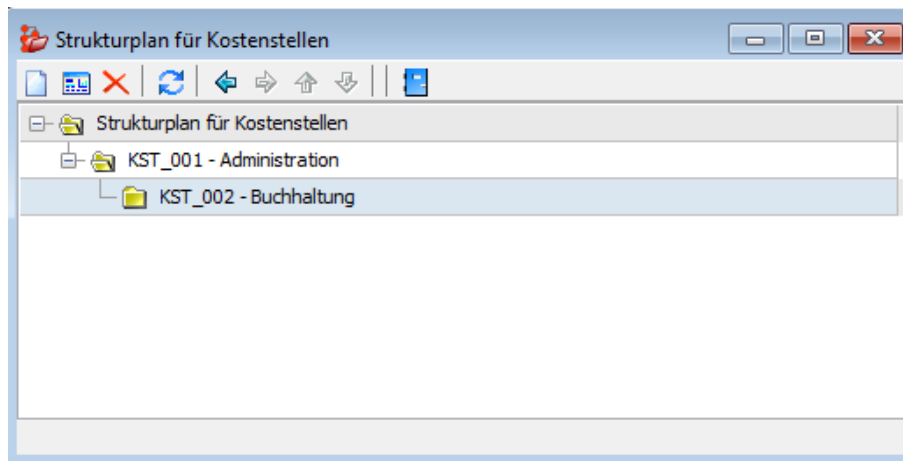 Strukturplan für Kostenstellen
Strukturplan für Kostenstellen
KST_001 - Administration
KST_002 - Buchhaltung